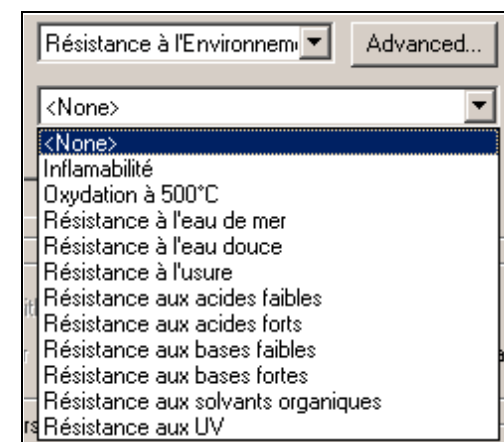 Résistance à l'Environnem
Advanced...
<None>
<None>
Inflamabilité
Oxydation à 500°C
Résistance à l'eau de mer
Résistance à l'eau douce
Résistance à l'usure
Résistance aux acides faibles
Résistance aux acides forts
Résistance aux bases faibles
Résistance aux bases fortes
Résistance aux solvants organiques
Résistance aux UV